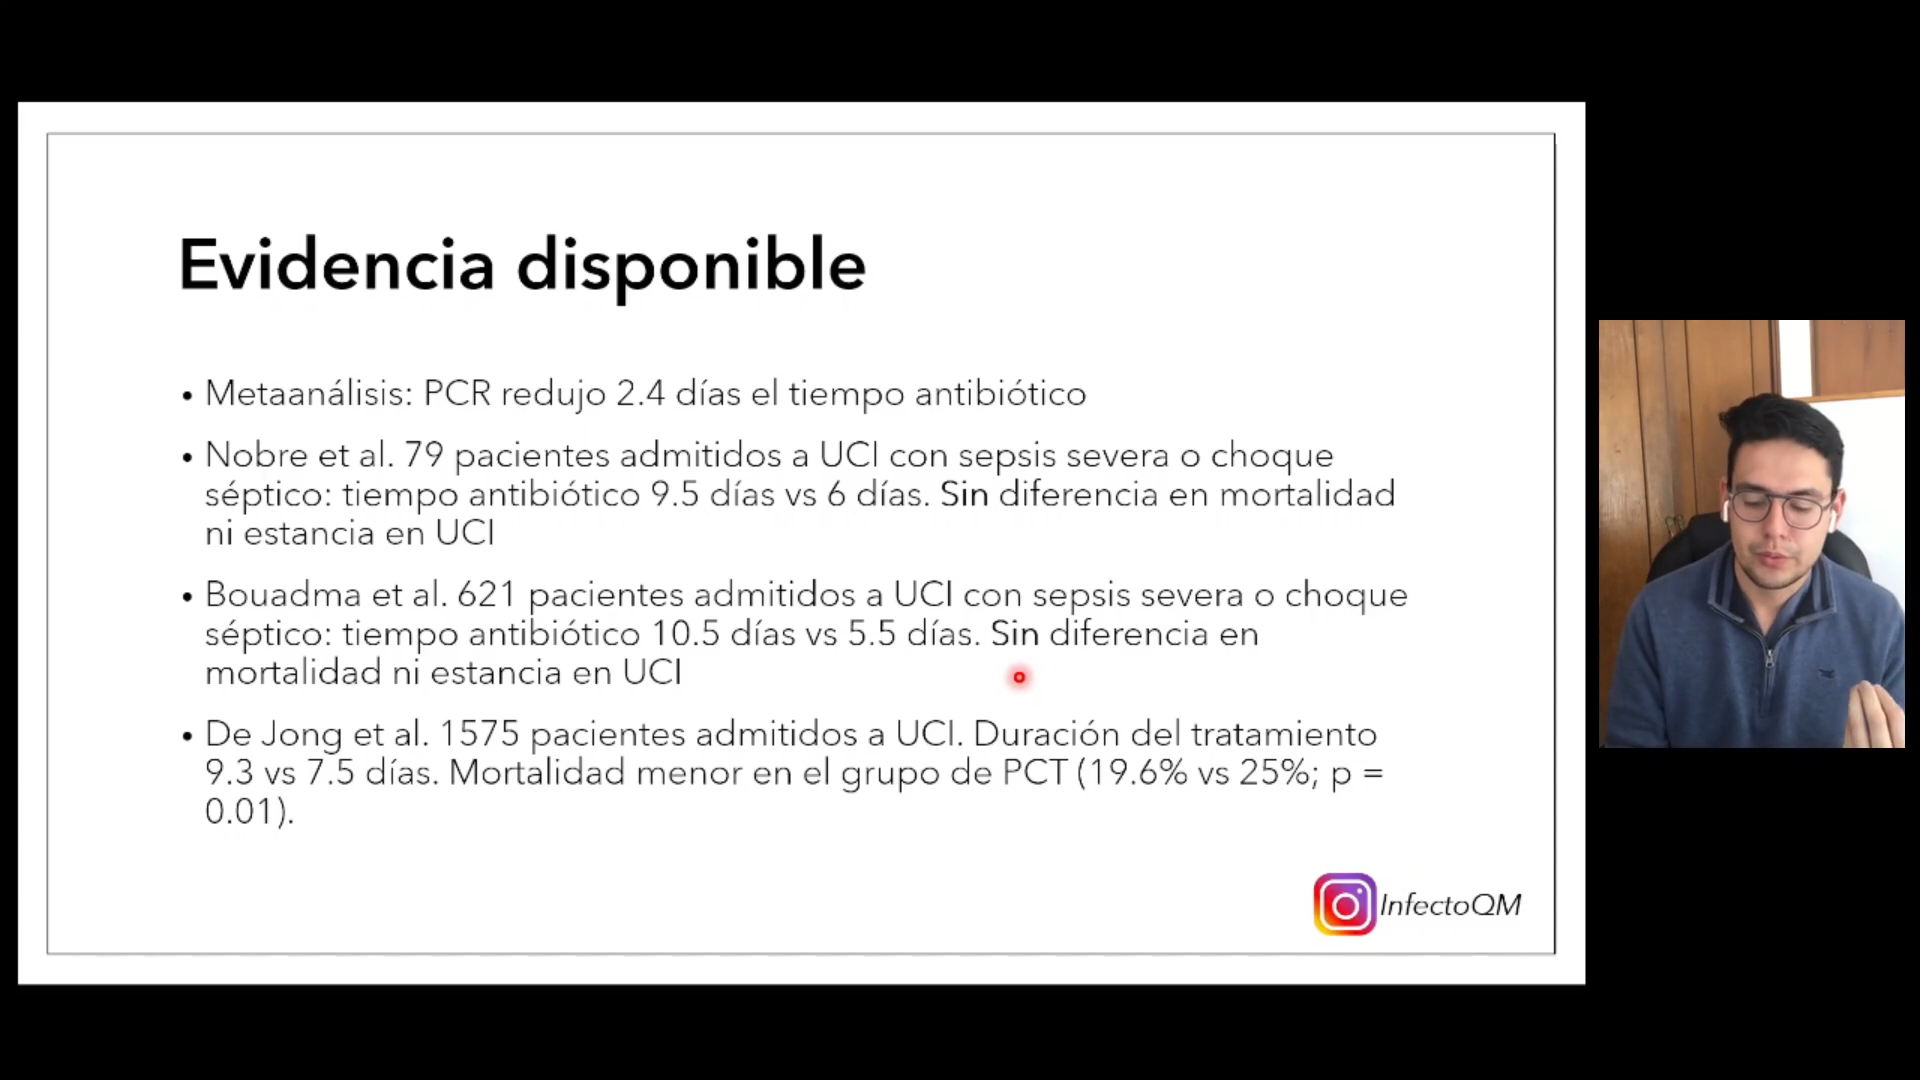 Evidencia disponible
• Metaanálisis: PCR redujo 2.4 días el tiempo antibiótico
• Nobre et al. 79 pacientes admitidos a UCI con sepsis severa o choque
séptico: tiempo antibiótico 9.5 días vs 6 días. Sin diferencia en mortalidad
ni estancia en UCI
• Bouadma et al. 621 pacientes admitidos a UCI con sepsis severa o choque
séptico: tiempo antibiótico 10.5 días vs 5.5 días. Sin diferencia en
mortalidad ni estancia en UCI
• De Jong et al. 1575 pacientes admitidos a UCI. Duración del tratamiento
9.3 vs 7.5 días. Mortalidad menor en el grupo de PCT (19.6% vs 25%; p =
0.01).
InfectoQM